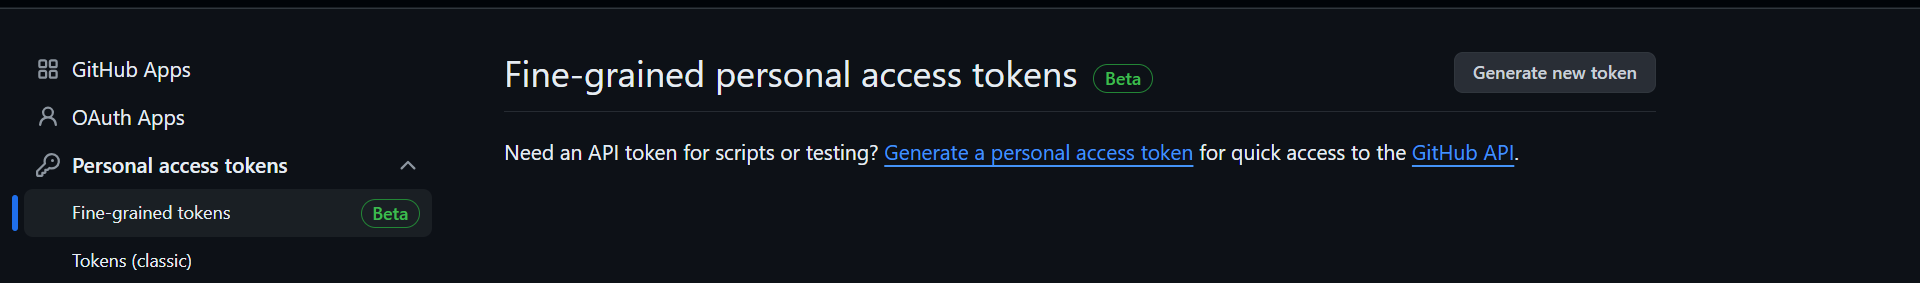 GitHub Apps
OAuth Apps
Personal access tokens
Fine-grained tokens Beta
Tokens (classic)
Fine-grained personal access tokens Beta
Generate new token
Need an API token for scripts or testing? Generate a personal access token for quick access to the GitHub API.